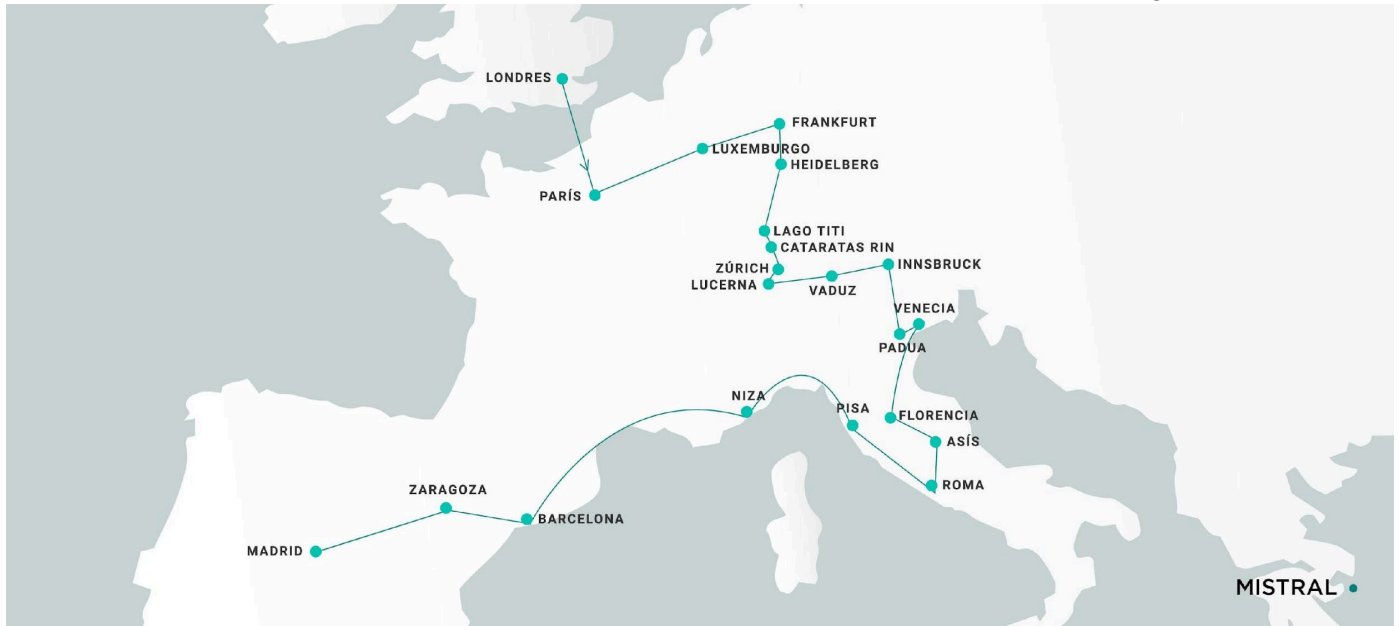 LONDRES
FRANKFURT
LUXEMBURGO
HEIDELBERG
PARÍS
LAGO TITI
CATARATAS RIN
ZÚRICH
INNSBRUCK
LUCERNA
VADUZ
VENECIA
PADUA
NIZA
PISA
FLORENCIA
ASÍS
ROMA
ZARAGOZA
BARCELONA
MADRID
MISTRAL